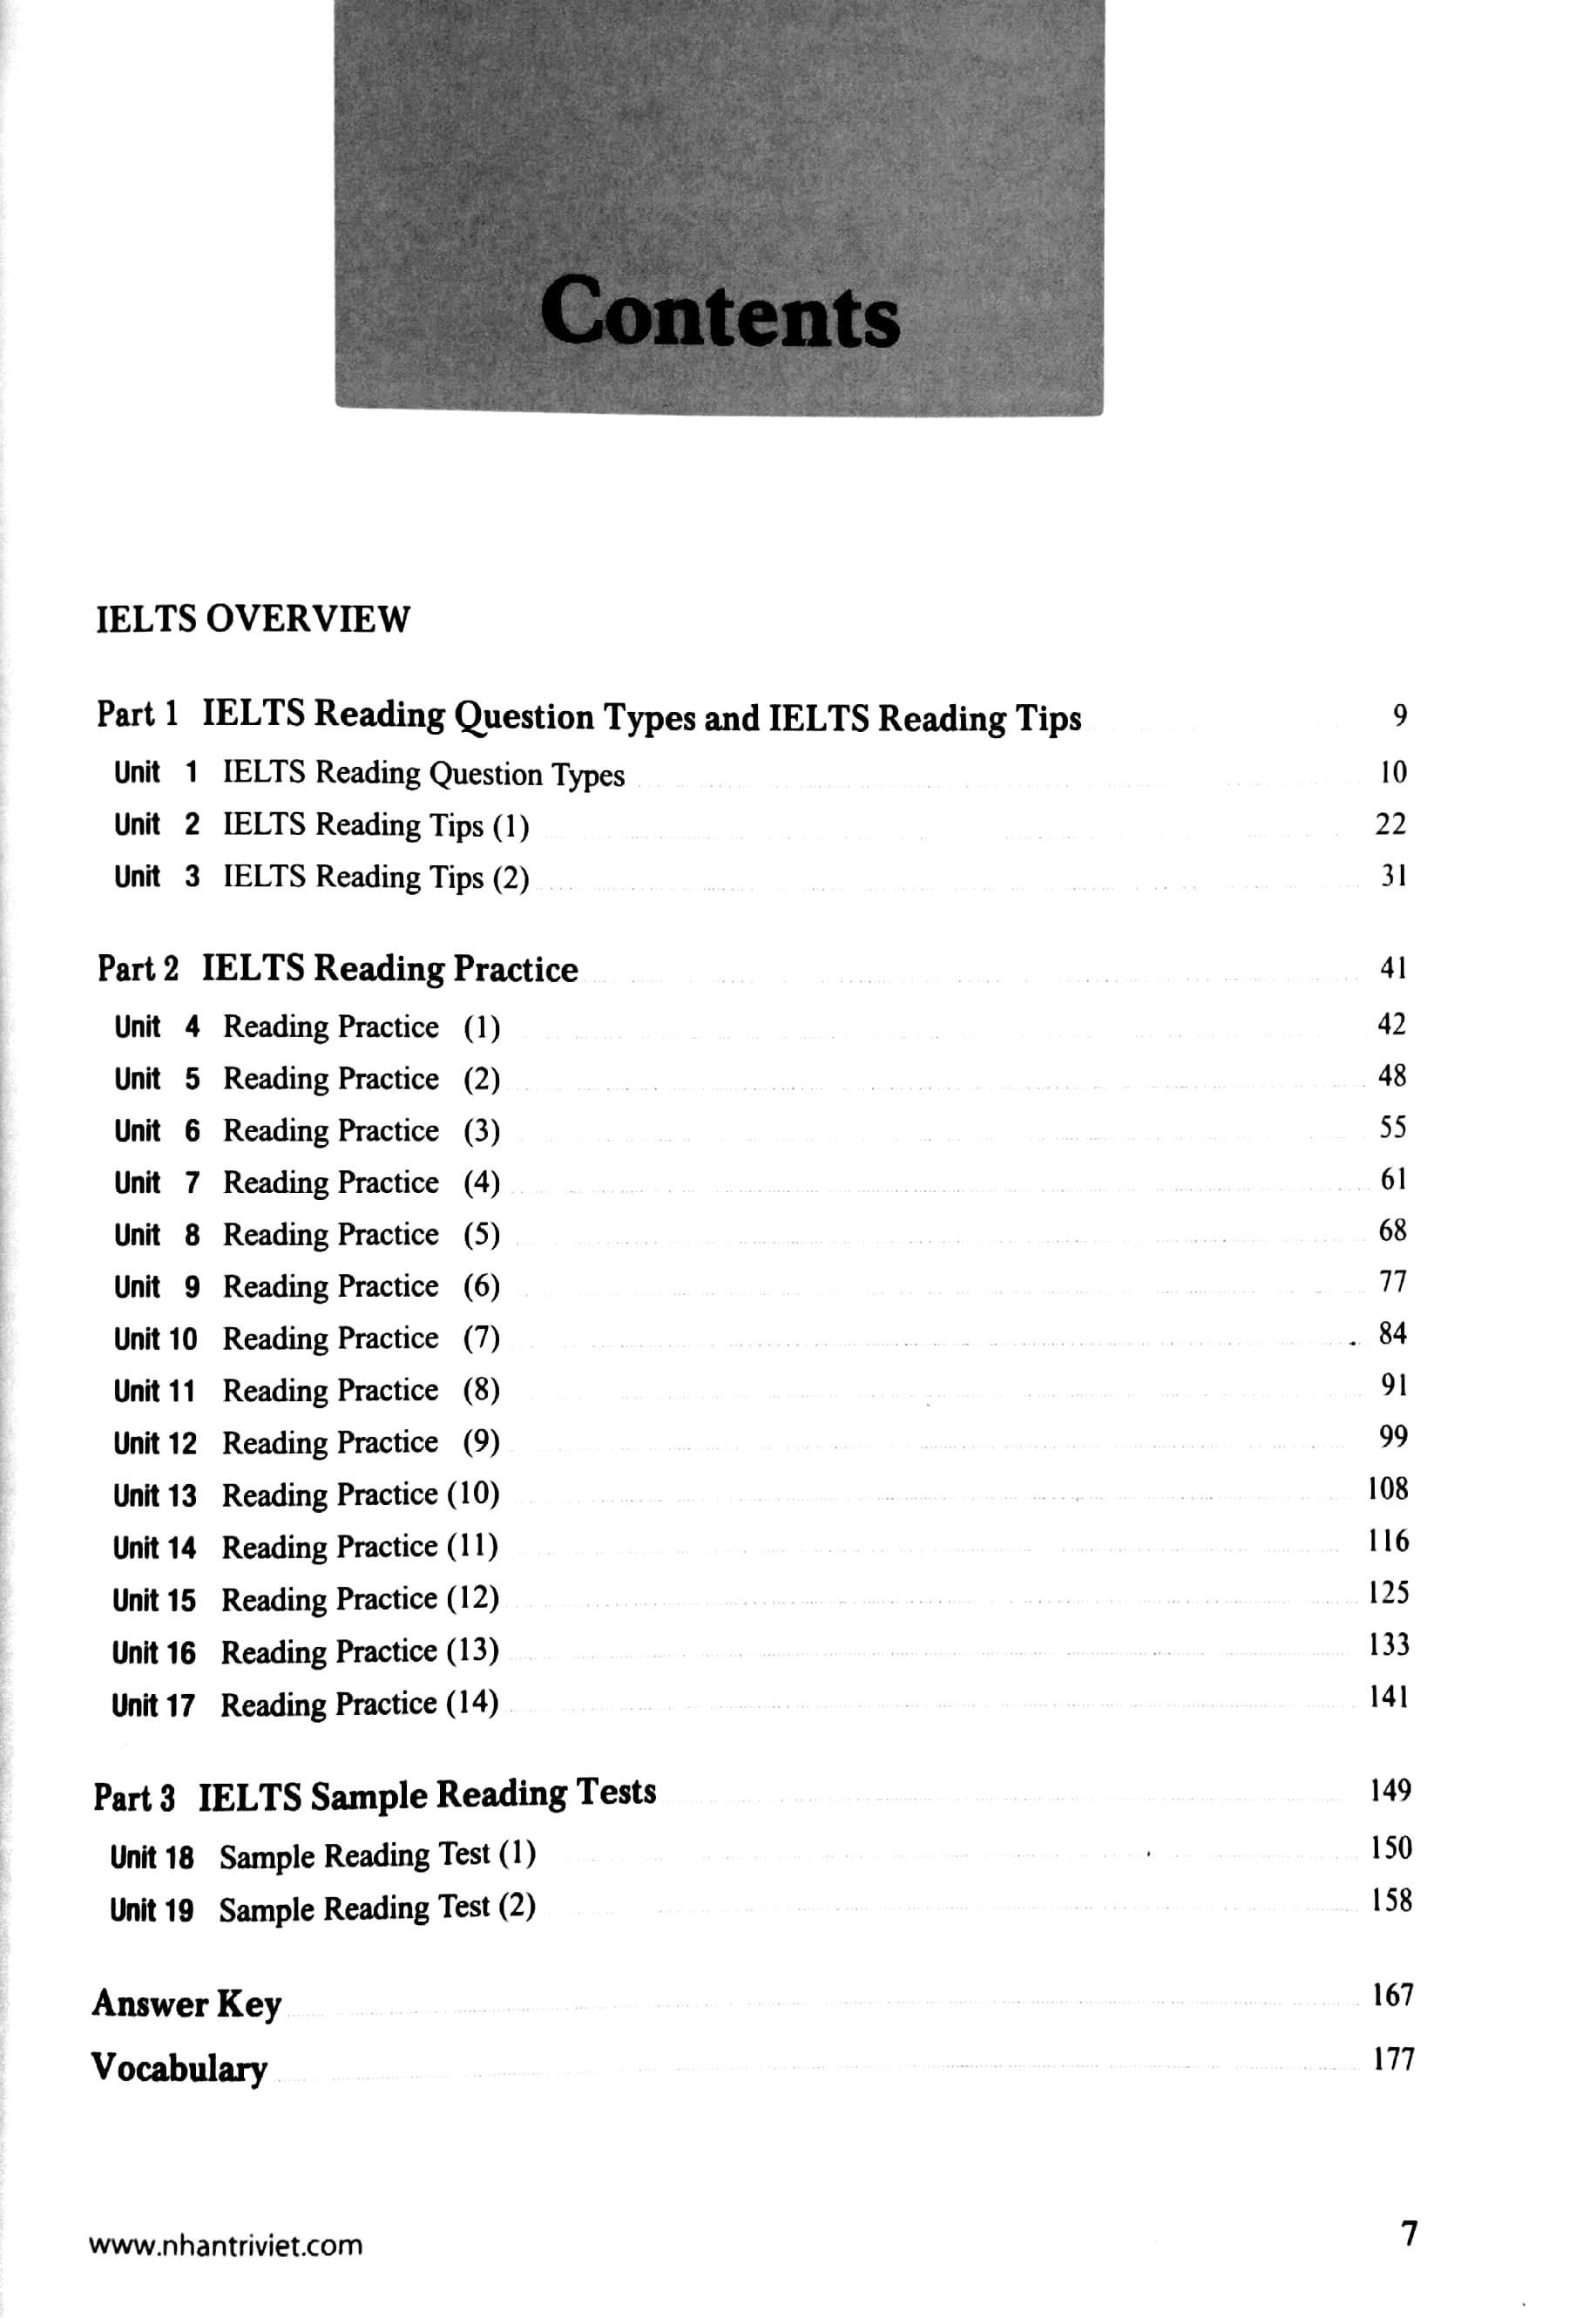 Contents
IELTS OVERVIEW
Part 1 IELTS Reading Question Types and IELTS Reading Tips 9
Unit 1 IELTS Reading Question Types 10
Unit 2 IELTS Reading Tips (1) 22
Unit 3 IELTS Reading Tips (2) 31
Part 2 IELTS Reading Practice 41
Unit 4 Reading Practice (1) 42
Unit 5 Reading Practice (2) 48
Unit 6 Reading Practice (3) 55
Unit 7 Reading Practice (4) 61
Unit 8 Reading Practice (5) 68
Unit 9 Reading Practice (6) 77
Unit 10 Reading Practice (7) 84
Unit 11 Reading Practice (8) 91
Unit 12 Reading Practice (9) 99
Unit 13 Reading Practice (10) 108
Unit 14 Reading Practice (11) 116
Unit 15 Reading Practice (12) 125
Unit 16 Reading Practice (13) 133
Unit 17 Reading Practice (14) 141
Part 3 IELTS Sample Reading Tests 149
Unit 18 Sample Reading Test (1) 150
Unit 19 Sample Reading Test (2) 158
Answer Key 167
Vocabulary 177
www.nhantriviet.com 7